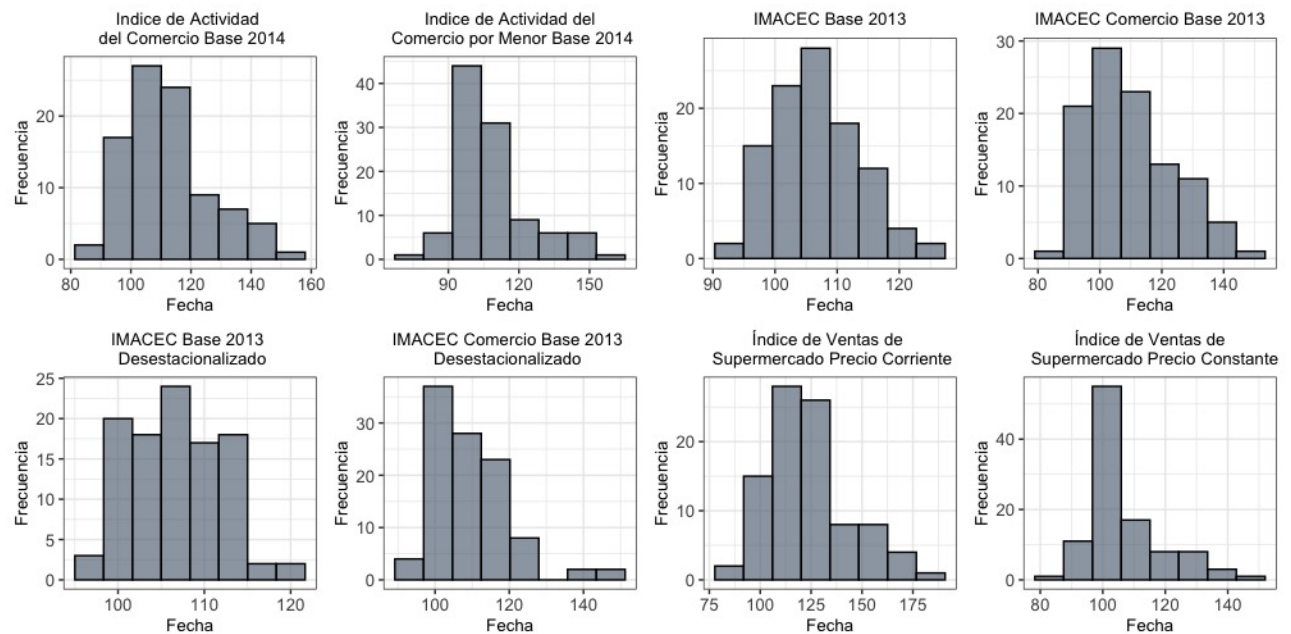 Indice de Actividad
del Comercio Base 2014
Frecuencia
20
10
0
80 100 120 140 160
Fecha
Indice de Actividad del
Comercio por Menor Base 2014
Frecuencia
40
30
20
10
0
90 120 150
Fecha
IMACEC Base 2013
Frecuencia
20
10
0
90 100 110 120
Fecha
IMACEC Comercio Base 2013
Frecuencia
30
20
10
0
80 100 120 140
Fecha
IMACEC Base 2013
Desestacionalizado
Frecuencia
25
20
15
10
5
0
100 110 120
Fecha
IMACEC Comercio Base 2013
Desestacionalizado
Frecuencia
30
20
10
0
100 120 140
Fecha
Índice de Ventas de
Supermercado Precio Corriente
Frecuencia
20
10
0
75 100 125 150 175
Fecha
Índice de Ventas de
Supermercado Precio Constante
Frecuencia
40
20
0
80 100 120 140
Fecha